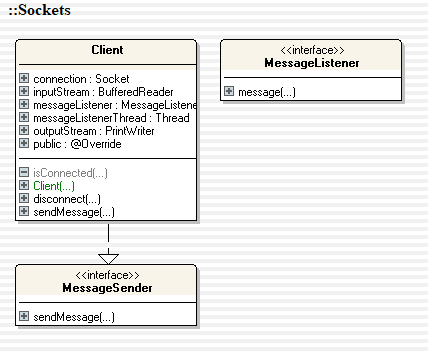 ::Sockets
Client
connection : Socket
inputStream : BufferedReader
messageListener : MessageListene
messageListenerThread : Thread
outputStream : PrintWriter
public : @Override
isConnected(...)
Client(...)
disconnect(...)
sendMessage(...)
<<interface>>
MessageListener
message(...)
<<interface>>
MessageSender
sendMessage(...)